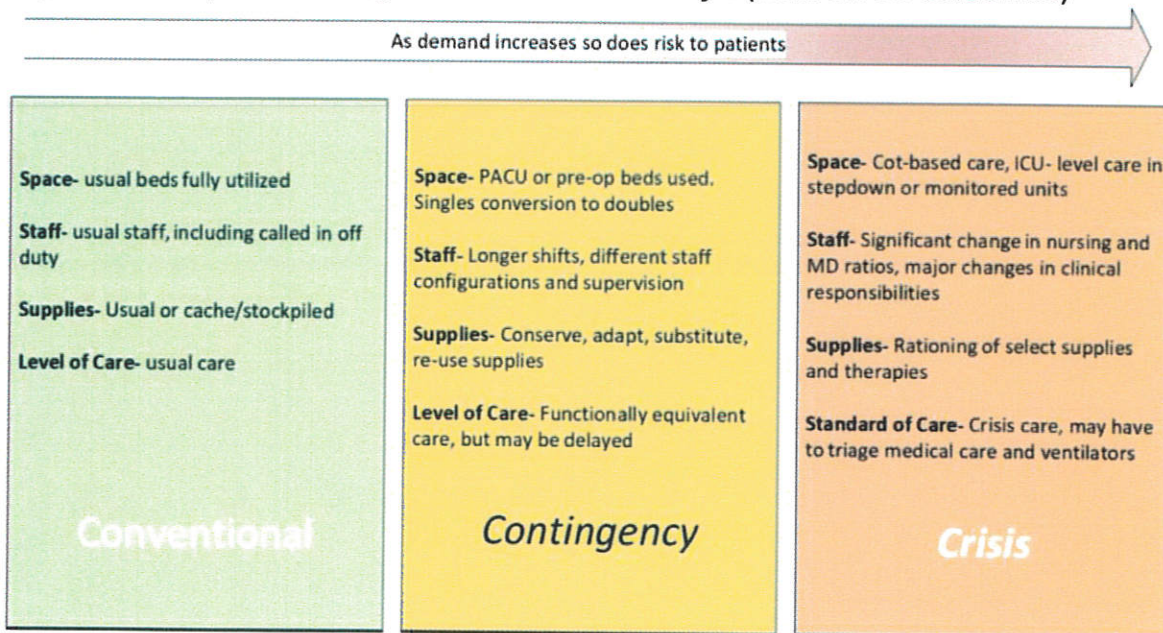 As demand increases so does risk to patients
Space- usual beds fully utilized
Staff- usual staff, including called in off
duty
Supplies- Usual or cache/stockpiled
Level of Care- usual care
Conventional
Space- PACU or pre-op beds used.
Singles conversion to doubles
Staff- Longer shifts, different staff
configurations and supervision
Supplies- Conserve, adapt, substitute,
re-use supplies
Level of Care- Functionally equivalent
care, but may be delayed
Contingency
Space- Cot-based care, ICU- level care in
stepdown or monitored units
Staff- Significant change in nursing and
MD ratios, major changes in clinical
responsibilities
Supplies- Rationing of select supplies
and therapies
Standard of Care- Crisis care, may have
to triage medical care and ventilators
Crisis